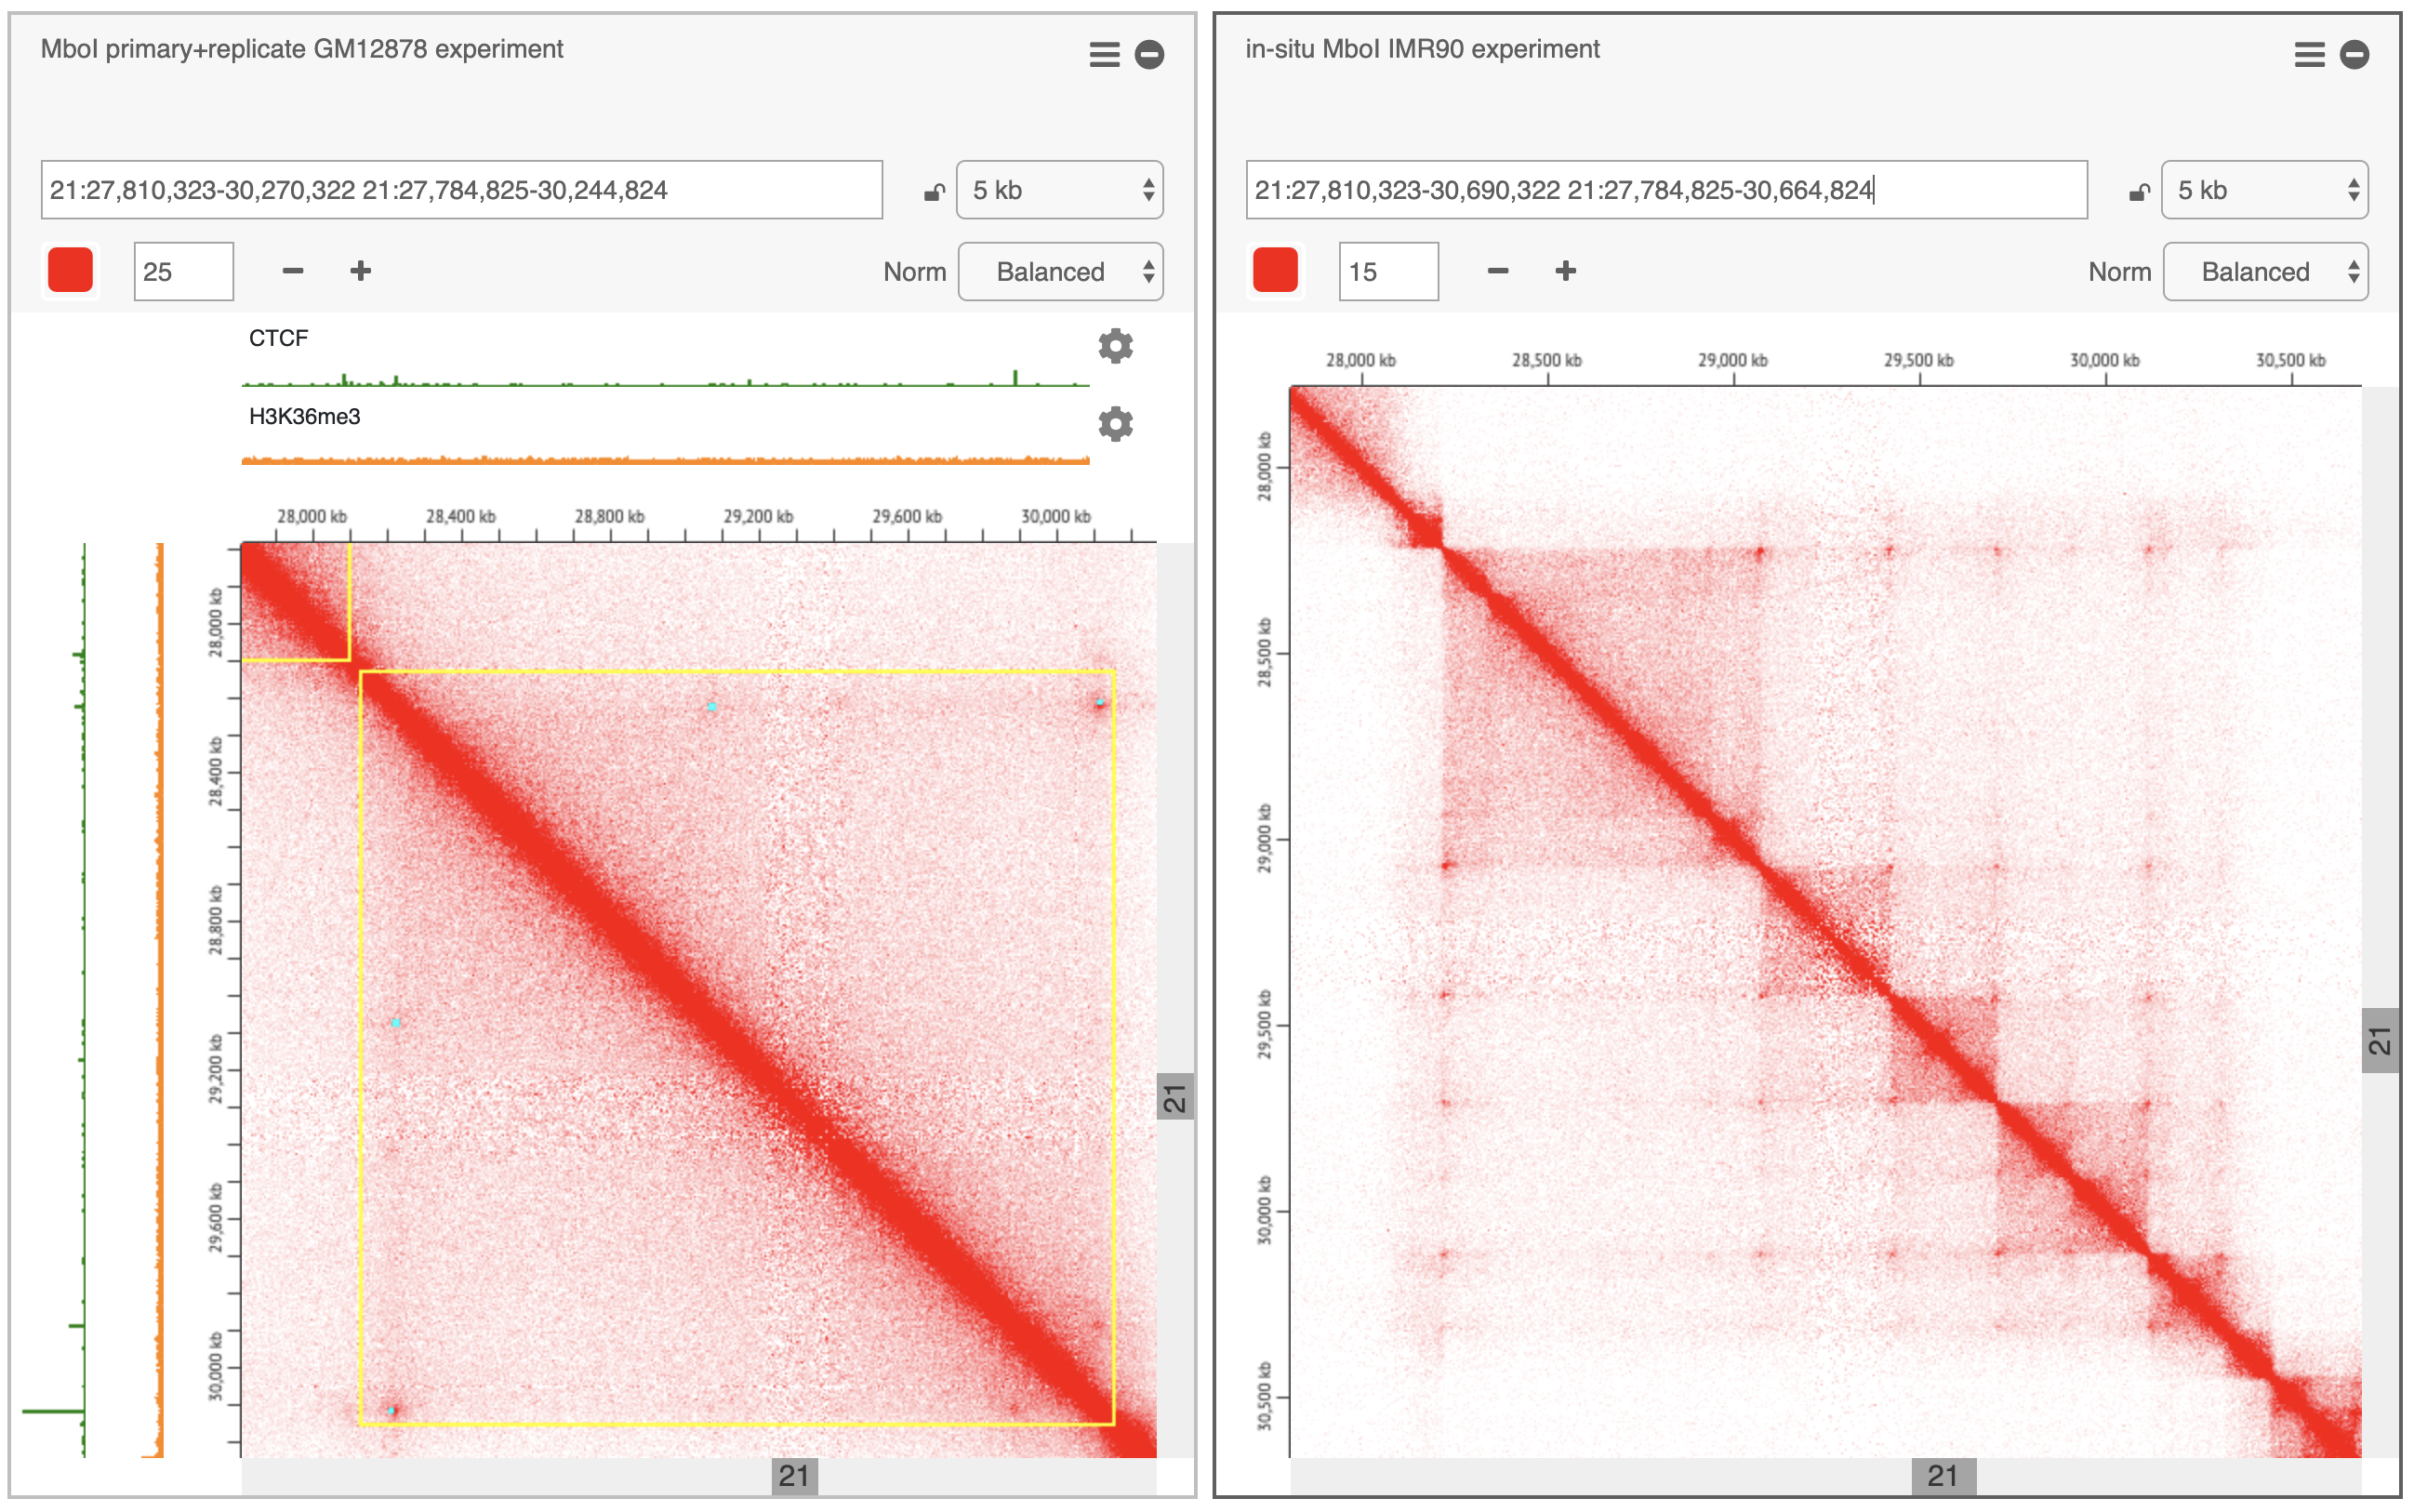 MboI primary+replicate GM12878 experiment
21:27,810,323-30,270,322 21:27,784,825-30,244,824
5 kb
25
Norm
Balanced
CTCF
H3K36me3
28,000 kb
28,400 kb
28,800 kb
29,200 kb
29,600 kb
30,000 kb
28,000 kb
28,400 kb
28,800 kb
29,200 kb
29,600 kb
30,000 kb
21
21
in-situ MboI IMR90 experiment
21:27,810,323-30,690,322 21:27,784,825-30,664,824
5 kb
15
Norm
Balanced
28,000 kb
28,500 kb
29,000 kb
29,500 kb
30,000 kb
30,500 kb
28,000 kb
28,500 kb
29,000 kb
29,500 kb
30,000 kb
30,500 kb
21
21